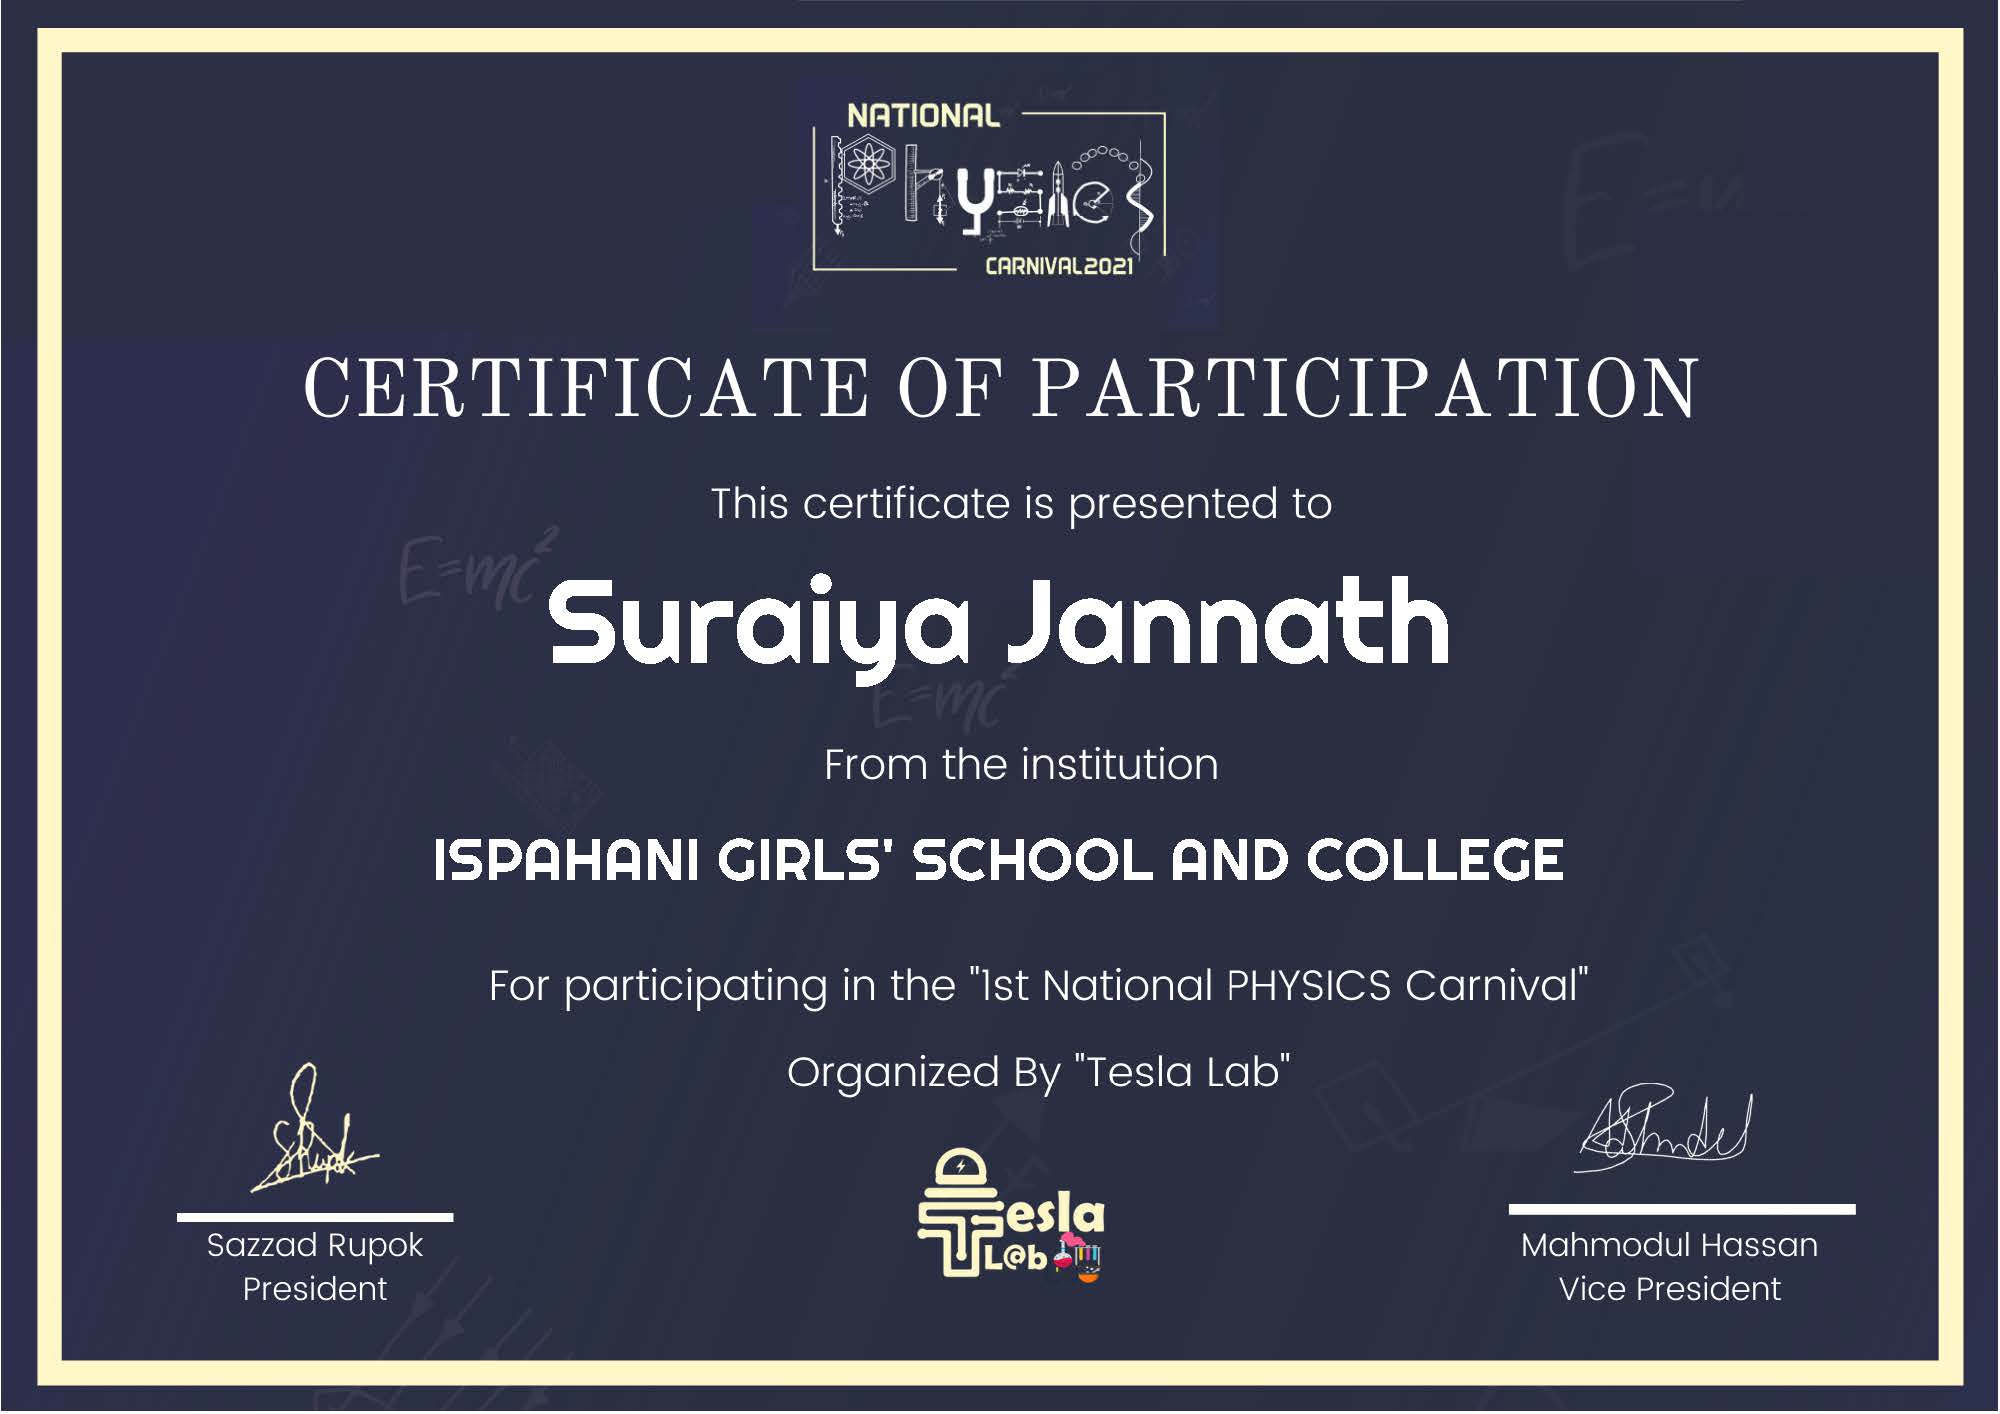 NATIONAL
Physics
CARNIVAL2021
CERTIFICATE OF PARTICIPATION
This certificate is presented to
E=mc²
Suraiya Jannath
E=mc²
From the institution
ISPAHANI GIRLS' SCHOOL AND COLLEGE
For participating in the "1st National PHYSICS Carnival"
Organized By "Tesla Lab"
Tesla
L@b
Sazzad Rupok
President
Mahmodul Hassan
Vice President